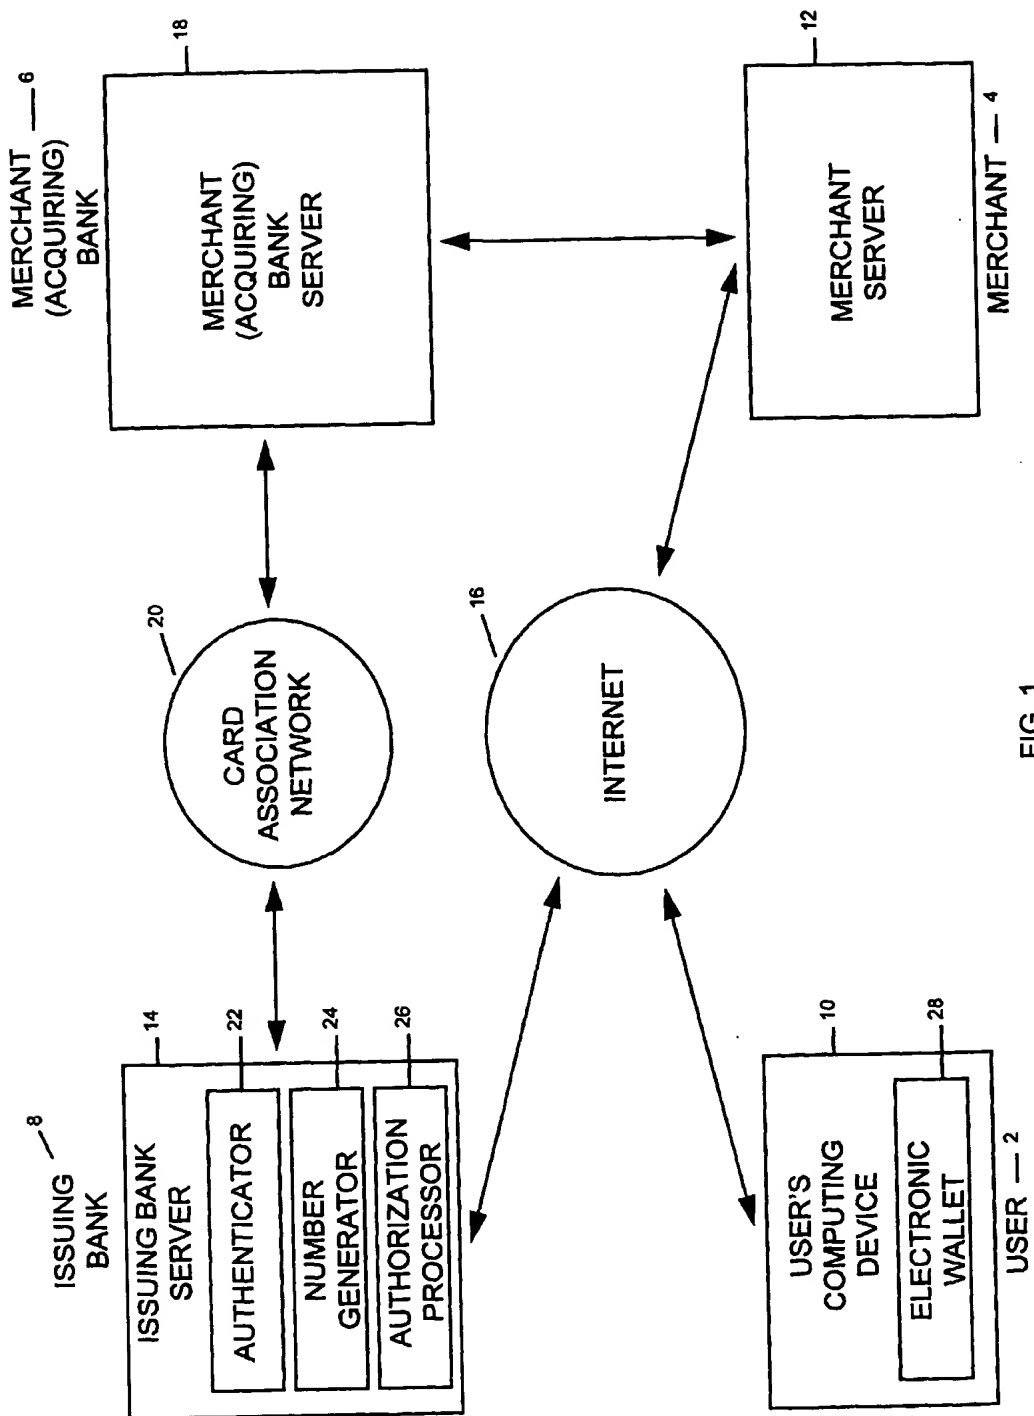 ISSUING
BANK
8
ISSUING BANK
SERVER
14
AUTHENTICATOR
22
NUMBER
GENERATOR
24
AUTHORIZATION
PROCESSOR
26
CARD
ASSOCIATION
NETWORK
20
MERCHANT
(ACQUIRING)
BANK
6
MERCHANT
(ACQUIRING)
BANK
SERVER
18
INTERNET
16
USER'S
COMPUTING
DEVICE
10
ELECTRONIC
WALLET
28
USER
2
MERCHANT
SERVER
12
MERCHANT
4
FIG. 1